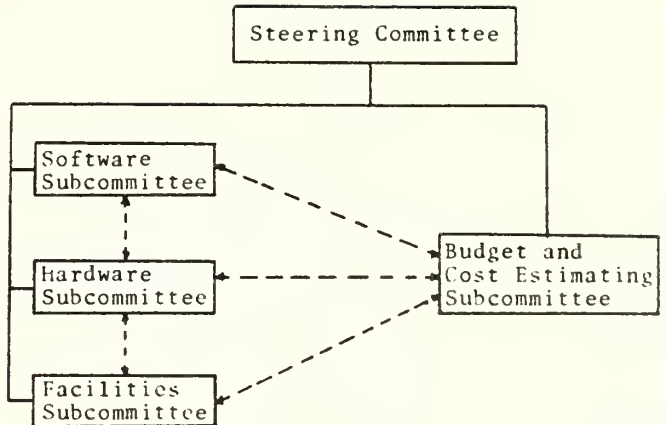 Steering Committee
Software
Subcommittee
Hardware
Subcommittee
Facilities
Subcommittee
Budget and
Cost Estimating
Subcommittee